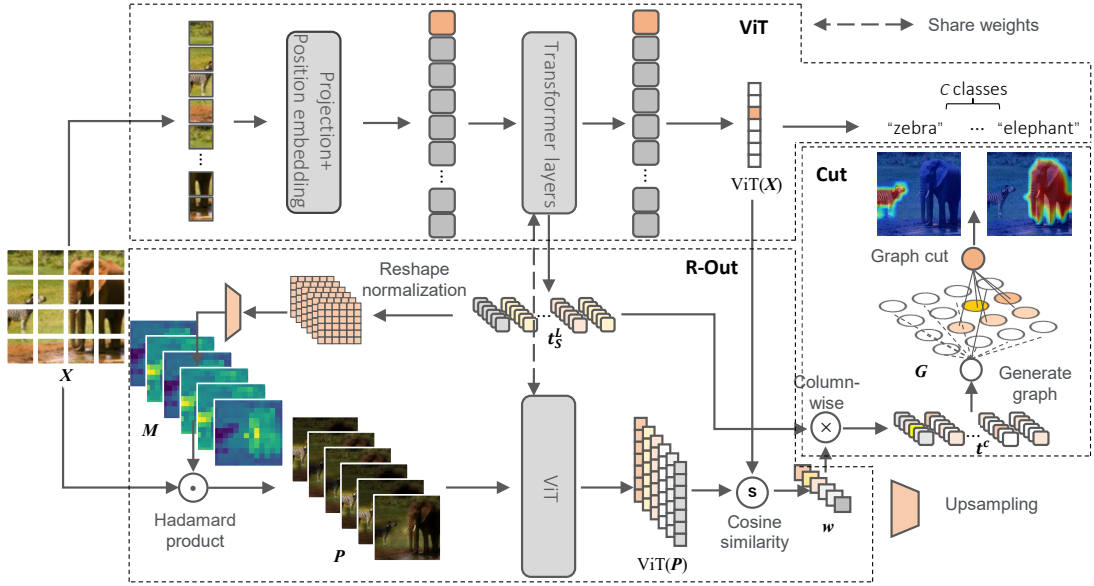 ViT
Share weights
Projection+
Position embedding
Transformer layers
C classes
"zebra" ... "elephant"
ViT(X)
Cut
Graph cut
R-Out
Reshape
normalization
t_S^L
X
M
G
Generate
graph
Column-
wise
t^c
ViT
Hadamard
product
P
ViT(P)
S
Cosine
similarity
w
Upsampling